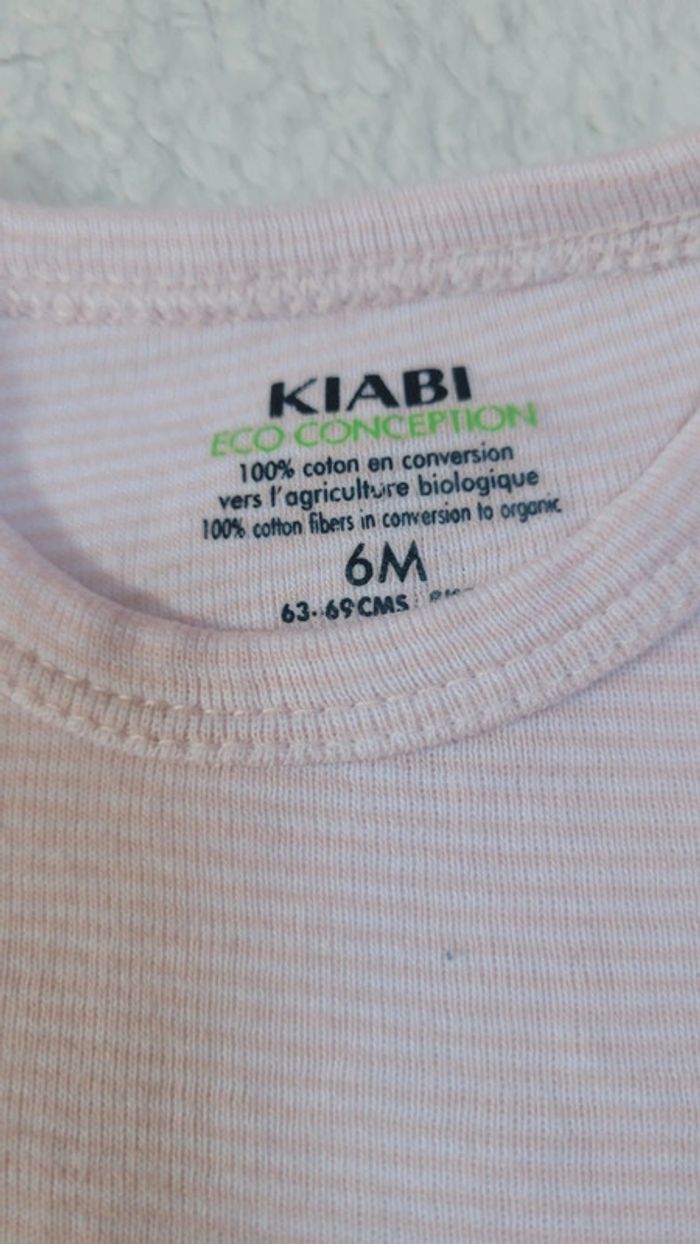 KIABI
ECO CONCEPTION
100% coton en conversion
vers l'agriculture biologique
100% cotton fibers in conversion to organic
6M
63-69CMS